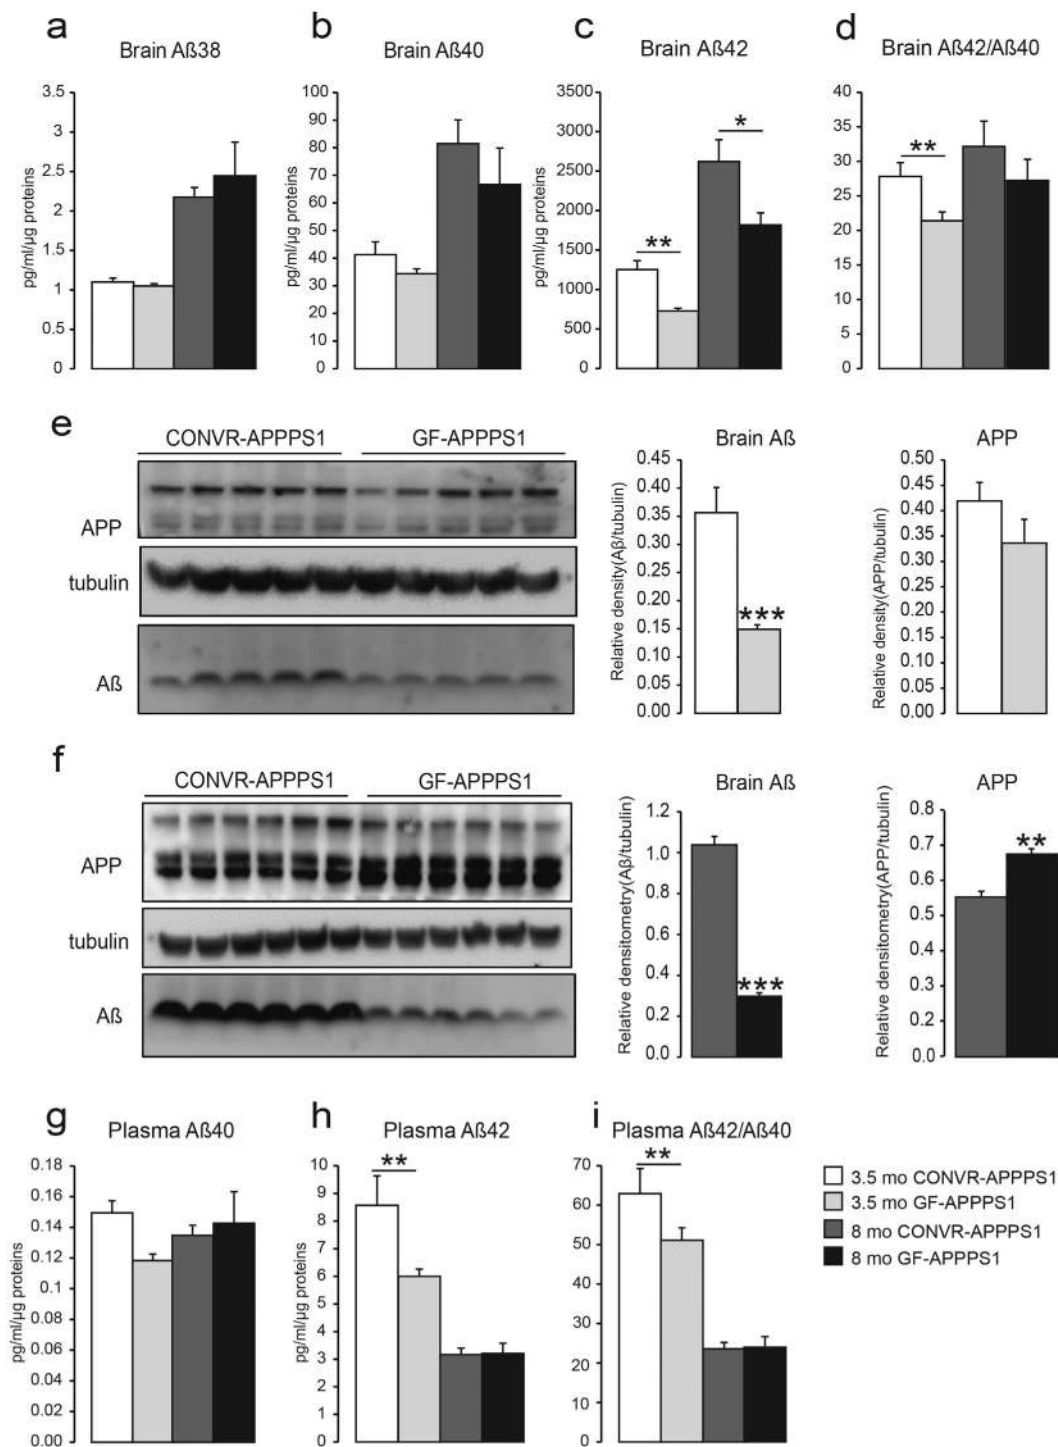 a
Brain Aß38
pg/ml/µg proteins
3.5
3
2.5
2
1.5
1
0.5
0
b
Brain Aß40
pg/ml/µg proteins
100
90
80
70
60
50
40
30
20
10
0
c
Brain Aß42
pg/ml/µg proteins
3500
3000
2500
2000
1500
1000
500
0
**
*
d
Brain Aß42/Aß40
40
35
30
25
20
15
10
5
0
**
e
CONVR-APPPS1
GF-APPPS1
APP
tubulin
Aß
Brain Aß
Relative density(Aβ/tubulin)
0.45
0.40
0.35
0.30
0.25
0.20
0.15
0.10
0.05
0.00
***
APP
Relative density(APP/tubulin)
0.50
0.45
0.40
0.35
0.30
0.25
0.20
0.15
0.10
0.05
0.00
f
CONVR-APPPS1
GF-APPPS1
APP
tubulin
Aß
Brain Aß
Relative densitometry(Aβ/tubulin)
1.2
1.0
0.8
0.6
0.4
0.2
0.0
***
APP
Relative densitometry(APP/tubulin)
0.8
0.7
0.6
0.5
0.4
0.3
0.2
0.1
0.0
**
g
Plasma Aß40
pg/ml/µg proteins
0.18
0.16
0.14
0.12
0.1
0.08
0.06
0.04
0.02
0.00
h
Plasma Aß42
pg/ml/µg proteins
10
9
8
7
6
5
4
3
2
1
0
**
i
Plasma Aß42/Aß40
70
60
50
40
30
20
10
0
**
3.5 mo CONVR-APPPS1
3.5 mo GF-APPPS1
8 mo CONVR-APPPS1
8 mo GF-APPPS1